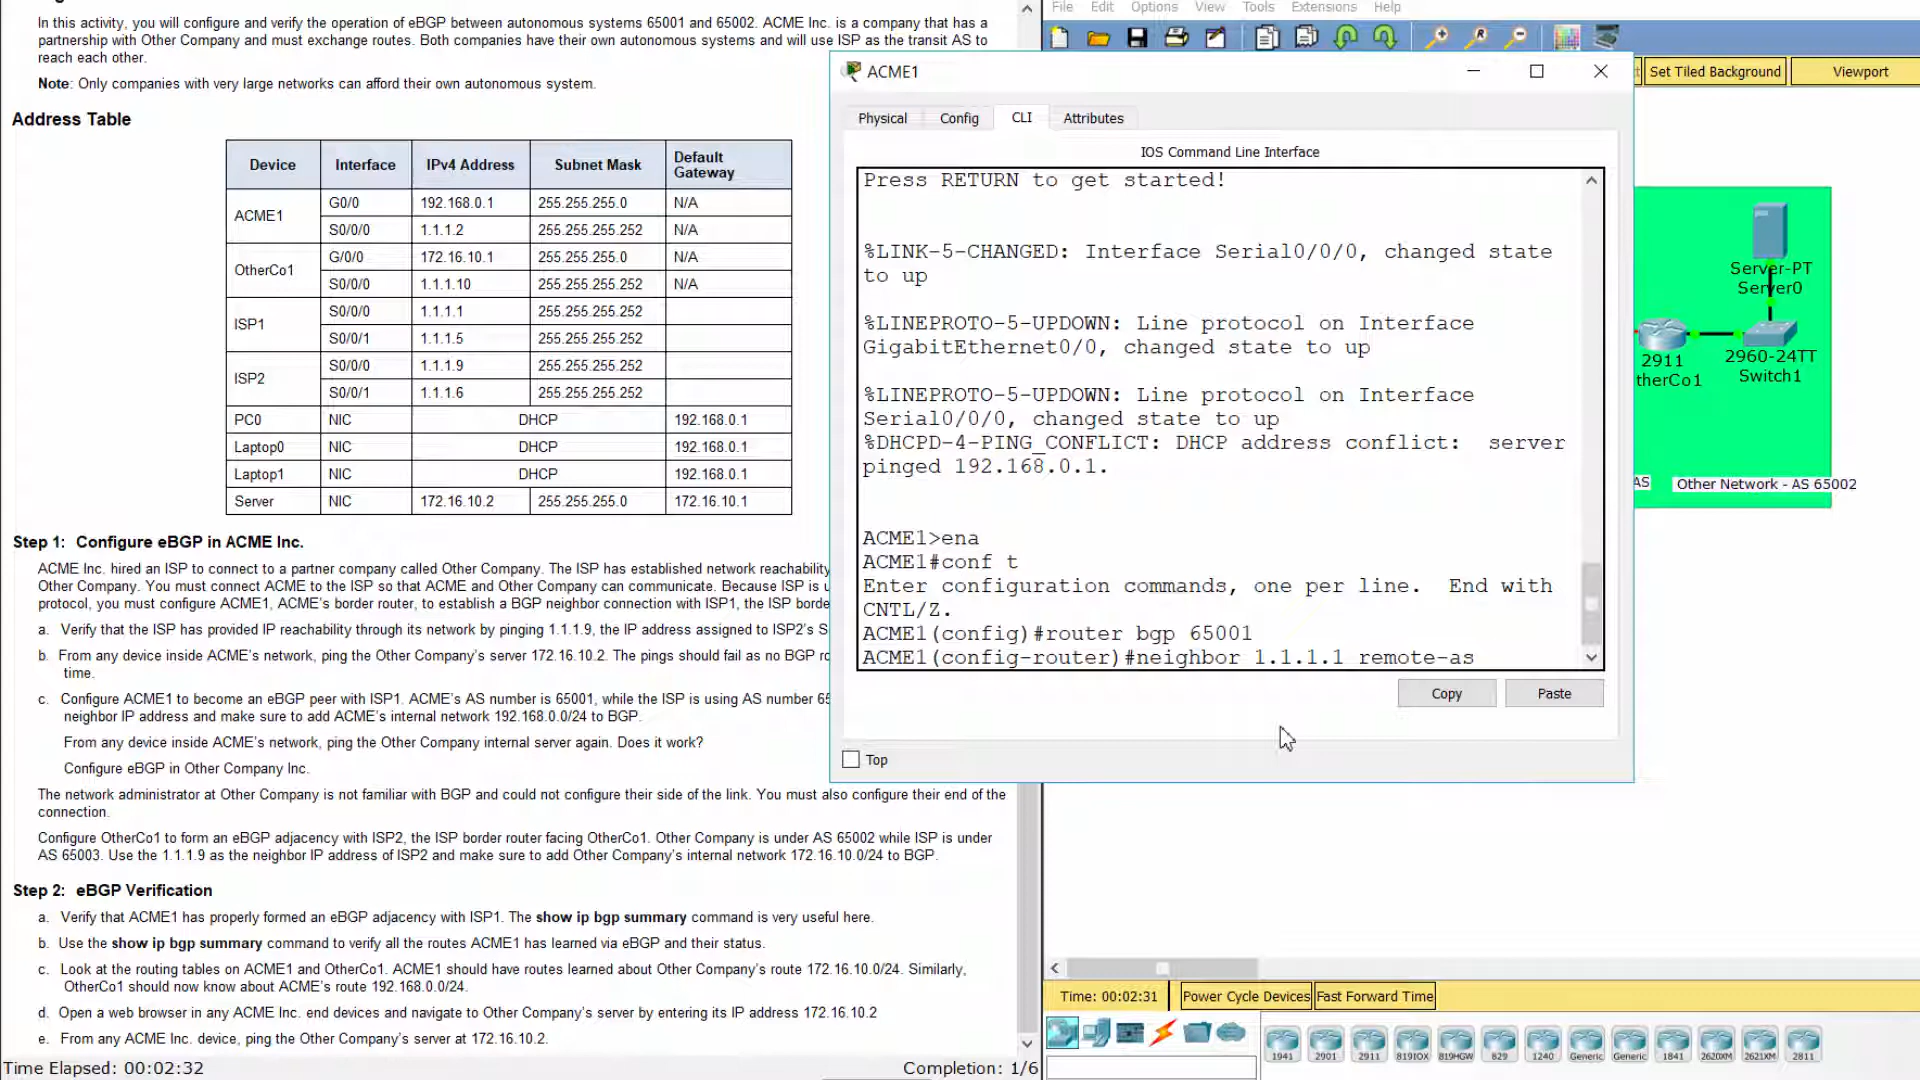 In this activity, you will configure and verify the operation of eBGP between autonomous systems 65001 and 65002. ACME Inc. is a company that has a
partnership with Other Company and must exchange routes. Both companies have their own autonomous systems and will use ISP as the transit AS to
reach each other.
Note: Only companies with very large networks can afford their own autonomous system.
Address Table
Device Interface IPv4 Address Subnet Mask Default Gateway
ACME1 G0/0 192.168.0.1 255.255.255.0 N/A
S0/0/0 1.1.1.2 255.255.255.252 N/A
OtherCo1 G/0/0 172.16.10.1 255.255.255.0 N/A
S0/0/0 1.1.1.10 255.255.255.252 N/A
ISP1 S0/0/0 1.1.1.1 255.255.255.252
S0/0/1 1.1.1.5 255.255.255.252
ISP2 S0/0/0 1.1.1.9 255.255.255.252
S0/0/1 1.1.1.6 255.255.255.252
PC0 NIC DHCP 192.168.0.1
Laptop0 NIC DHCP 192.168.0.1
Laptop1 NIC DHCP 192.168.0.1
Server NIC 172.16.10.2 255.255.255.0 172.16.10.1
Step 1: Configure eBGP in ACME Inc.
ACME Inc. hired an ISP to connect to a partner company called Other Company. The ISP has established network reachability
Other Company. You must connect ACME to the ISP so that ACME and Other Company can communicate. Because ISP is
protocol, you must configure ACME1, ACME's border router, to establish a BGP neighbor connection with ISP1, the ISP
a. Verify that the ISP has provided IP reachability through its network by pinging 1.1.1.9, the IP address assigned to ISP2's
b. From any device inside ACME's network, ping the Other Company's server 172.16.10.2. The pings should fail as no BGP
time.
c. Configure ACME1 to become an eBGP peer with ISP1. ACME's AS number is 65001, while the ISP is using AS number
neighbor IP address and make sure to add ACME's internal network 192.168.0.0/24 to BGP.
From any device inside ACME's network, ping the Other Company internal server again. Does it work?
Configure eBGP in Other Company Inc.
The network administrator at Other Company is not familiar with BGP and could not configure their side of the link. You must also configure their end of the
connection.
Configure OtherCo1 to form an eBGP adjacency with ISP2, the ISP border router facing OtherCo1. Other Company is under AS 65002 while ISP is under
AS 65003. Use the 1.1.1.9 as the neighbor IP address of ISP2 and make sure to add Other Company's internal network 172.16.10.0/24 to BGP.
Step 2: eBGP Verification
a. Verify that ACME1 has properly formed an eBGP adjacency with ISP1. The show ip bgp summary command is very useful here.
b. Use the show ip bgp summary command to verify all the routes ACME1 has learned via eBGP and their status.
c. Look at the routing tables on ACME1 and OtherCo1. ACME1 should have routes learned about Other Company's route 172.16.10.0/24. Similarly,
OtherCo1 should now know about ACME's route 192.168.0.0/24.
d. Open a web browser in any ACME Inc. end devices and navigate to Other Company's server by entering its IP address 172.16.10.2
e. From any ACME Inc. device, ping the Other Company's server at 172.16.10.2.
Time Elapsed: 00:02:32 Completion: 1/6
File Edit Options View Tools Extensions Help
Set Tiled Background Viewport
ACME1
Physical Config CLI Attributes
IOS Command Line Interface
Press RETURN to get started!
%LINK-5-CHANGED: Interface Serial0/0/0, changed state
to up
%LINEPROTO-5-UPDOWN: Line protocol on Interface
GigabitEthernet0/0, changed state to up
%LINEPROTO-5-UPDOWN: Line protocol on Interface
Serial0/0/0, changed state to up
%DHCPD-4-PING_CONFLICT: DHCP address conflict:  server
pinged 192.168.0.1.
ACME1>ena
ACME1#conf t
Enter configuration commands, one per line.  End with
CNTL/Z.
ACME1(config)#router bgp 65001
ACME1(config-router)#neighbor 1.1.1.1 remote-as
Copy Paste
Top
Server-PT
Server0
2911
therCo1
2960-24TT
Switch1
AS
Other Network - AS 65002
Time: 00:02:31 Power Cycle Devices Fast Forward Time
1941 2901 2911 819IOX 819HGW 829 1240 Generic Generic 1841 2620XM 2621XM 2811